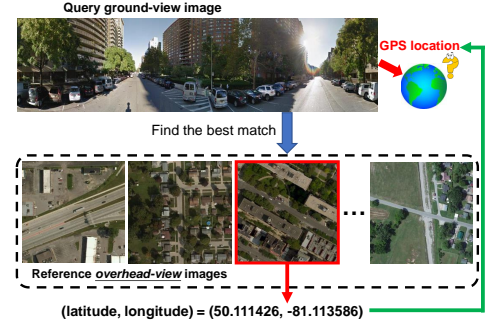 Query ground-view image
GPS location
Find the best match
...
Reference overhead-view images
(latitude, longitude) = (50.111426, -81.113586)